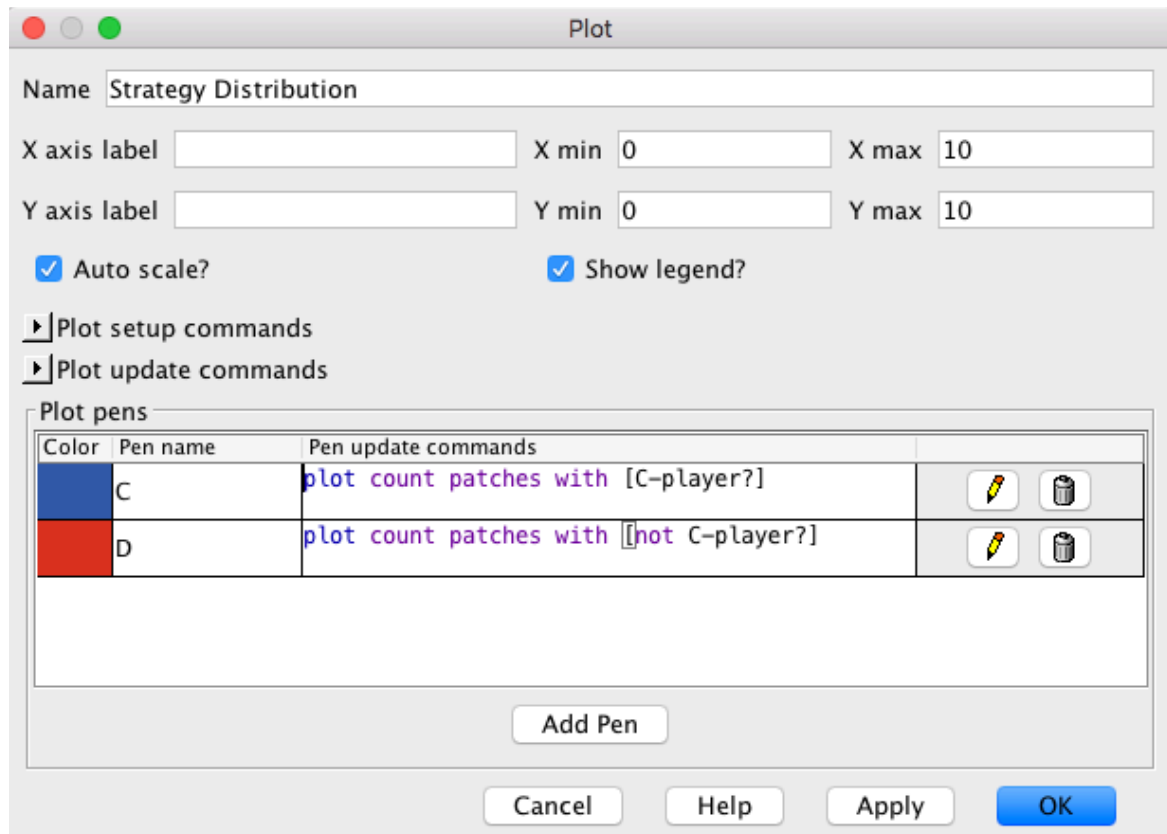 Plot
Name Strategy Distribution
X axis label X min 0 X max 10
Y axis label Y min 0 Y max 10
Auto scale? Show legend?
Plot setup commands
Plot update commands
Plot pens
Color Pen name Pen update commands
C plot count patches with [C-player?]
D plot count patches with [not C-player?]
Add Pen
Cancel Help Apply OK